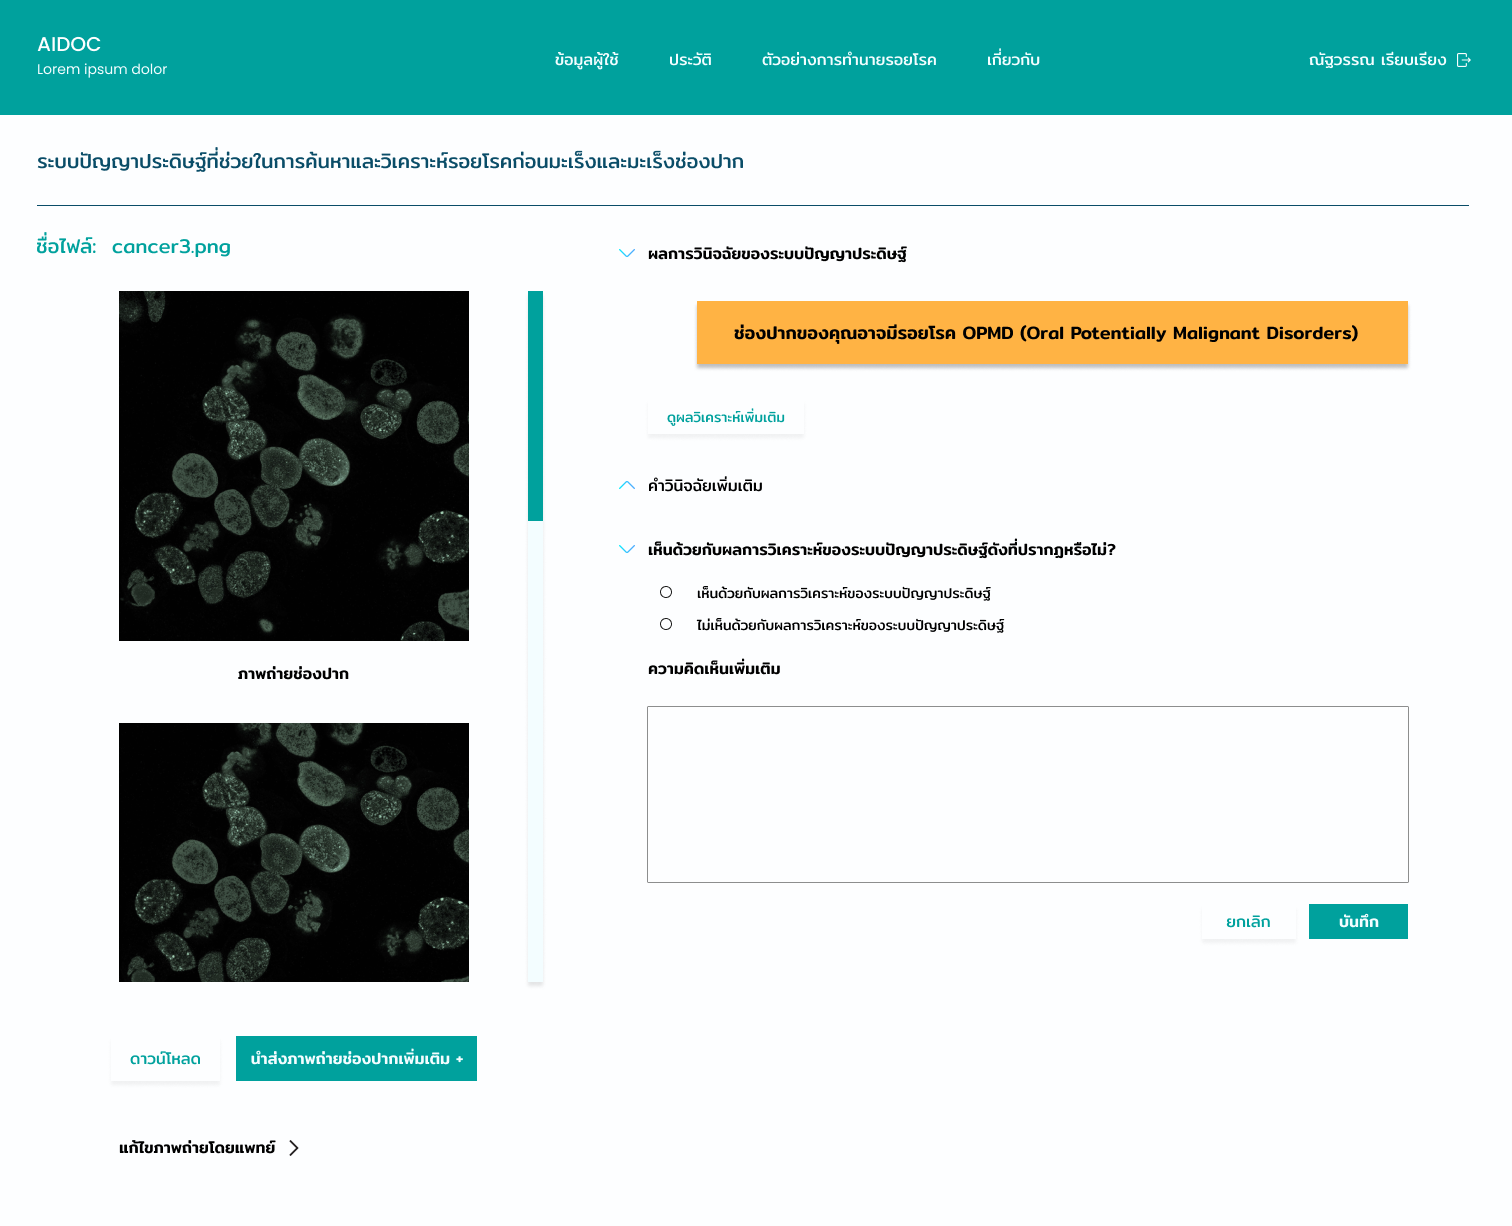 AIDOC
Lorem ipsum dolor
ข้อมูลผู้ใช้
ประวัติ
ตัวอย่างการทำนายรอยโรค
เกี่ยวกับ
ณัฐวรรณ เรียบเรียง
ระบบปัญญาประดิษฐ์ที่ช่วยในการค้นหาและวิเคราะห์รอยโรคก่อนมะเร็งและมะเร็งช่องปาก
ชื่อไฟล์: cancer3.png
ภาพถ่ายช่องปาก
ดาวน์โหลด
นำส่งภาพถ่ายช่องปากเพิ่มเติม +
แก้ไขภาพถ่ายโดยแพทย์
ผลการวินิจฉัยของระบบปัญญาประดิษฐ์
ช่องปากของคุณอาจมีรอยโรค OPMD (Oral Potentially Malignant Disorders)
ดูผลวิเคราะห์เพิ่มเติม
คำวินิจฉัยเพิ่มเติม
เห็นด้วยกับผลการวิเคราะห์ของระบบปัญญาประดิษฐ์ดังที่ปรากฏหรือไม่?
เห็นด้วยกับผลการวิเคราะห์ของระบบปัญญาประดิษฐ์
ไม่เห็นด้วยกับผลการวิเคราะห์ของระบบปัญญาประดิษฐ์
ความคิดเห็นเพิ่มเติม
ยกเลิก
บันทึก